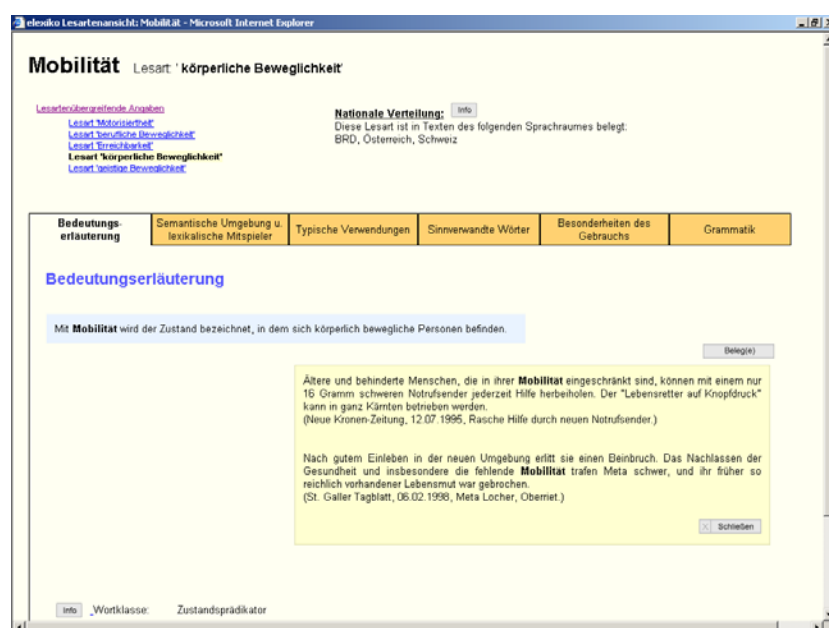 elexiko Lesartenansicht: Mobilität - Microsoft Internet Explorer
Mobilität Lesart 'körperliche Beweglichkeit'
Lesartenübergreifende Angaben
Lesart 'Motorisiertheit'
Lesart 'berufliche Beweglichkeit'
Lesart 'Erreichbarkeit'
Lesart 'körperliche Beweglichkeit'
Lesart 'geistige Beweglichkeit'
Nationale Verteilung: Info
Diese Lesart ist in Texten des folgenden Sprachraumes belegt:
BRD, Österreich, Schweiz
Bedeutungs-
erläuterung
Semantische Umgebung u.
lexikalische Mitspieler
Typische Verwendungen
Sinnverwandte Wörter
Besonderheiten des
Gebrauchs
Grammatik
Bedeutungserläuterung
Mit Mobilität wird der Zustand bezeichnet, in dem sich körperlich bewegliche Personen befinden.
Beleg(e)
Ältere und behinderte Menschen, die in ihrer Mobilität eingeschränkt sind, können mit einem nur
16 Gramm schweren Notrufsender jederzeit Hilfe herbeiholen. Der "Lebensretter auf Knopfdruck"
kann in ganz Kärnten betrieben werden.
(Neue Kronen-Zeitung, 12.07.1995, Rasche Hilfe durch neuen Notrufsender.)
Nach gutem Einleben in der neuen Umgebung erlitt sie einen Beinbruch. Das Nachlassen der
Gesundheit und insbesondere die fehlende Mobilität trafen Meta schwer, und ihr früher so
reichlich vorhandener Lebensmut war gebrochen.
(St. Galler Tagblatt, 06.02.1998, Meta Locher, Oberriet.)
X Schließen
Info Wortklasse: Zustandsprädikator